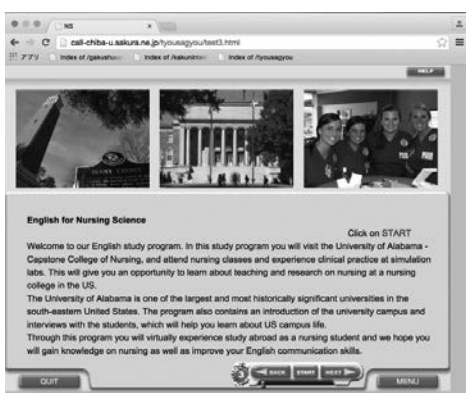 NS
call-chiba-u.sakura.ne.jp/tyousagyou/test3.html
アプリ Index of /gakushu Index of /kakunin Index of /tyousagyou
HELP
English for Nursing Science
Click on START
Welcome to our English study program. In this study program you will visit the University of Alabama -
Capstone College of Nursing, and attend nursing classes and experience clinical practice at simulation
labs. This will give you an opportunity to learn about teaching and research on nursing at a nursing
college in the US.
The University of Alabama is one of the largest and most historically significant universities in the
south-eastern United States. The program also contains an introduction of the university campus and
interviews with the students, which will help you learn about US campus life.
Through this program you will virtually experience study abroad as a nursing student and we hope you
will gain knowledge on nursing as well as improve your English communication skills.
QUIT BACK START NEXT MENU